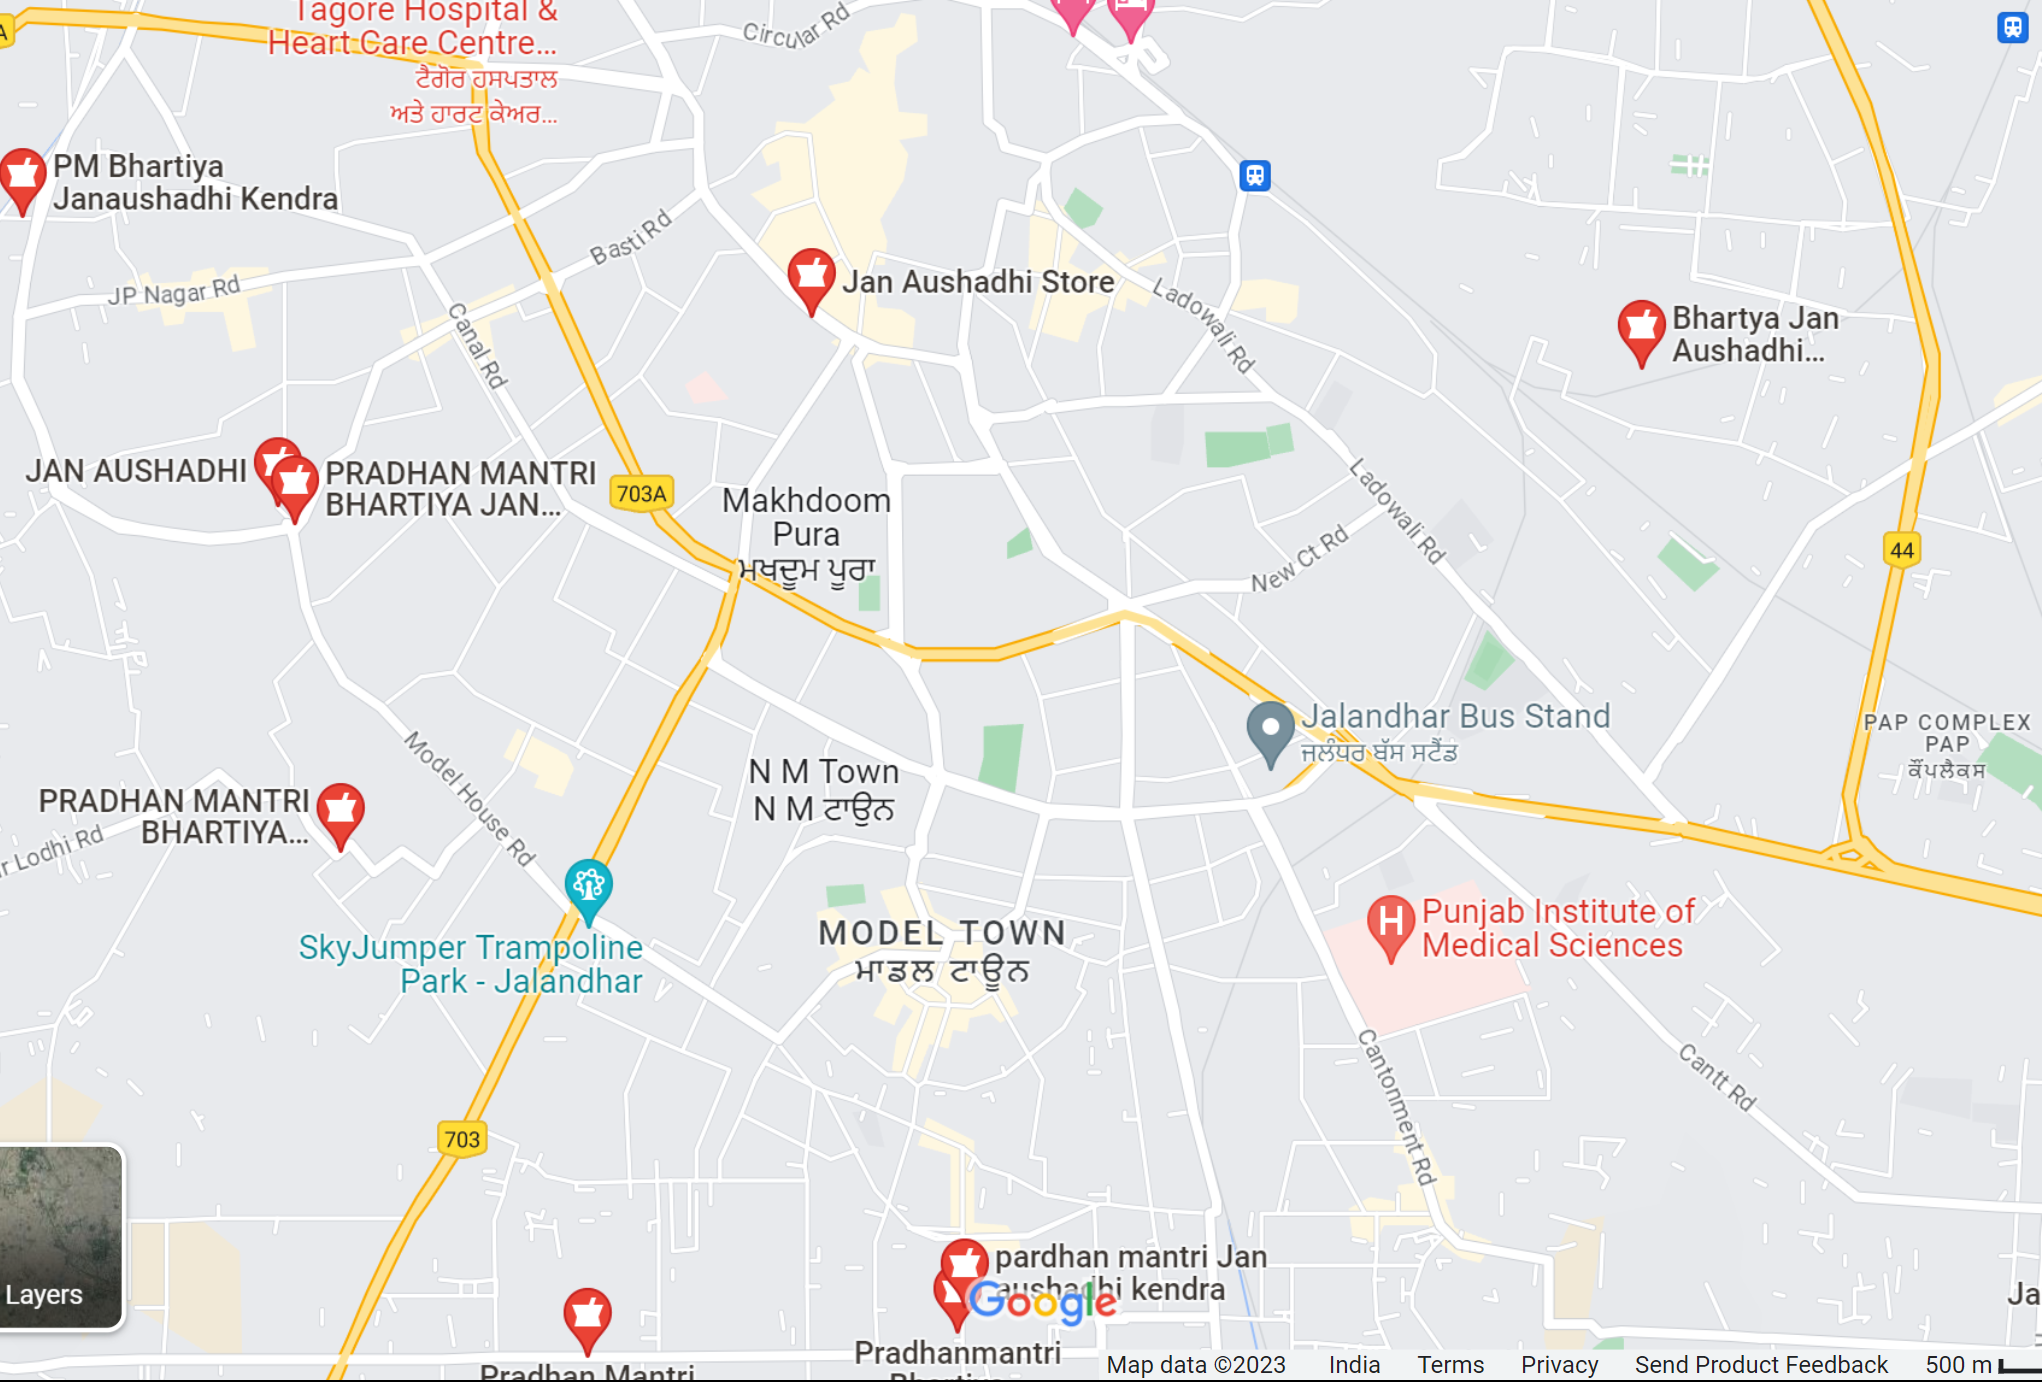 Tagore Hospital &
Heart Care Centre...
ਟੈਗੋਰ ਹਸਪਤਾਲ
ਅਤੇ ਹਾਰਟ ਕੇਅਰ...
Circular Rd
PM Bhartiya
Janaushadhi Kendra
Basti Rd
JP Nagar Rd
Canal Rd
Jan Aushadhi Store
Ladowali Rd
Bhartya Jan
Aushadhi...
JAN AUSHADHI
PRADHAN MANTRI
BHARTIYA JAN...
703A
Makhdoom
Pura
ਮਖਦੂਮ ਪੂਰਾ
Ladowali Rd
New Ct Rd
44
Jalandhar Bus Stand
ਜਲੰਧਰ ਬੱਸ ਸਟੈਂਡ
PAP COMPLEX
PAP
ਕੌਂਪਲੈਕਸ
Model House Rd
N M Town
N M ਟਾਊਨ
PRADHAN MANTRI
BHARTIYA...
r Lodhi Rd
SkyJumper Trampoline
Park - Jalandhar
MODEL TOWN
ਮਾਡਲ ਟਾਊਨ
Punjab Institute of
Medical Sciences
Cantonment Rd
Cantt Rd
703
Layers
pardhan mantri Jan
aushadhi kendra
Google
Pradhanmantri
Bhartiya
Pradhan Mantri
Ja
Map data ©2023 India Terms Privacy Send Product Feedback 500 m